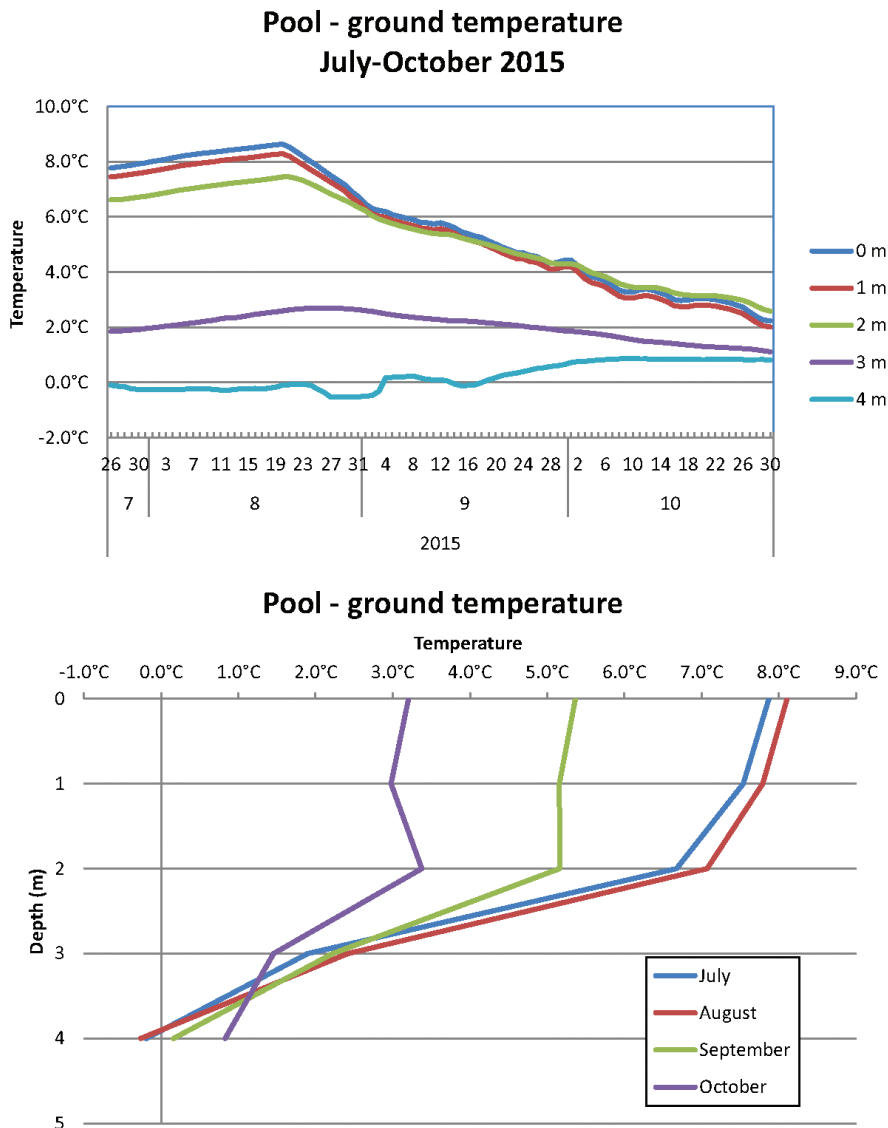 Pool - ground temperature
July-October 2015
10.0°C
8.0°C
6.0°C
4.0°C
2.0°C
0.0°C
-2.0°C
Temperature
0 m
1 m
2 m
3 m
4 m
26 30 3 7 11 15 19 23 27 31 4 8 12 16 20 24 28 2 6 10 14 18 22 26 30
7 8 9 10
2015
Pool - ground temperature
Temperature
-1.0°C 0.0°C 1.0°C 2.0°C 3.0°C 4.0°C 5.0°C 6.0°C 7.0°C 8.0°C 9.0°C
0
1
2
3
4
5
Depth (m)
July
August
September
October